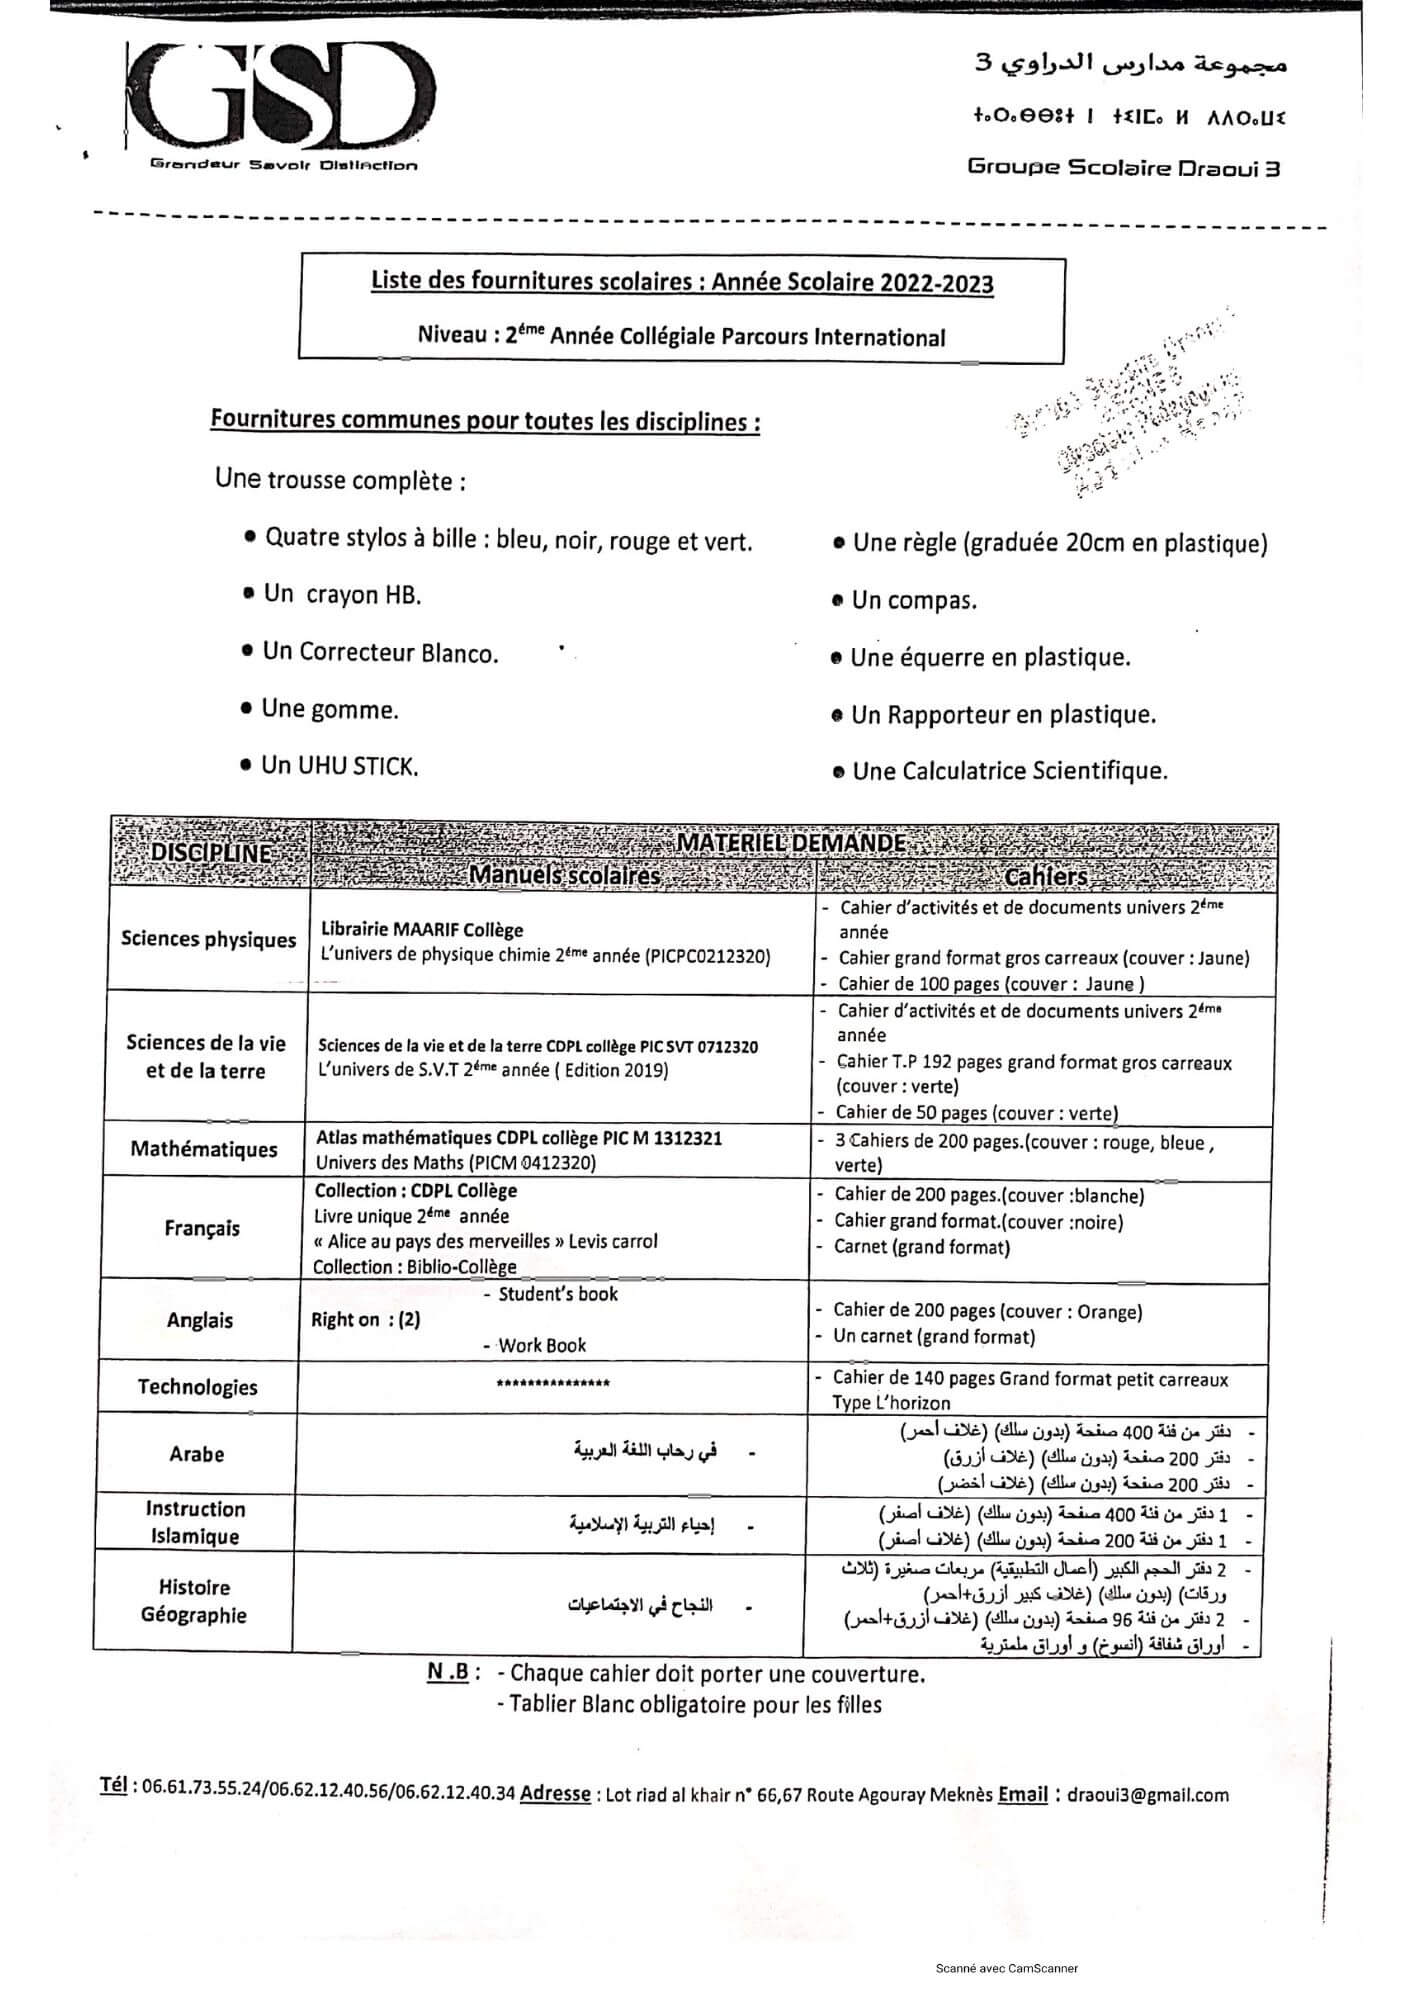 GSD
Grandeur Savoir Distinction
مجموعة مدارس الدراوي 3
ⵜⴰⵔⴰⴱⴱⵓⵜ ⵏ ⵜⵉⵏⵎⴰ ⵍ ⴷⴷⵔⴰⵡⵉ
Groupe Scolaire Draoui 3
Liste des fournitures scolaires : Année Scolaire 2022-2023
Niveau : 2éme Année Collégiale Parcours International
Fournitures communes pour toutes les disciplines :
Une trousse complète :
• Quatre stylos à bille : bleu, noir, rouge et vert.
• Un crayon HB.
• Un Correcteur Blanco.
• Une gomme.
• Un UHU STICK.
• Une règle (graduée 20cm en plastique)
• Un compas.
• Une équerre en plastique.
• Un Rapporteur en plastique.
• Une Calculatrice Scientifique.
DISCIPLINE
MATERIEL DEMANDE
Manuels scolaires
Cahiers
Sciences physiques
Librairie MAARIF Collège
L'univers de physique chimie 2éme année (PICPC0212320)
- Cahier d'activités et de documents univers 2éme
année
- Cahier grand format gros carreaux (couver : Jaune)
- Cahier de 100 pages (couver : Jaune )
Sciences de la vie
et de la terre
Sciences de la vie et de la terre CDPL collège PIC SVT 0712320
L'univers de S.V.T 2éme année ( Edition 2019)
- Cahier d'activités et de documents univers 2éme
année
- Cahier T.P 192 pages grand format gros carreaux
(couver : verte)
- Cahier de 50 pages (couver : verte)
Mathématiques
Atlas mathématiques CDPL collège PIC M 1312321
Univers des Maths (PICM 0412320)
- 3 Cahiers de 200 pages.(couver : rouge, bleue ,
verte)
Français
Collection : CDPL Collège
Livre unique 2éme année
« Alice au pays des merveilles » Levis carrol
Collection : Biblio-Collège
- Cahier de 200 pages.(couver :blanche)
- Cahier grand format.(couver :noire)
- Carnet (grand format)
Anglais
- Student's book
Right on : (2)
- Work Book
- Cahier de 200 pages (couver : Orange)
- Un carnet (grand format)
Technologies
***************
- Cahier de 140 pages Grand format petit carreaux
Type L'horizon
Arabe
- في رحاب اللغة العربية
- دفتر من فئة 400 صفحة (بدون سلك) (غلاف أحمر)
- دفتر 200 صفحة (بدون سلك) (غلاف أزرق)
- دفتر 200 صفحة (بدون سلك) (غلاف أخضر)
Instruction
Islamique
- إحياء التربية الإسلامية
- 1 دفتر من فئة 400 صفحة (بدون سلك) (غلاف أصفر)
- 1 دفتر من فئة 200 صفحة (بدون سلك) (غلاف أصفر)
Histoire
Géographie
- النجاح في الاجتماعيات
- 2 دفتر الحجم الكبير (أعمال التطبيقية) مربعات صغيرة (ثلاث
ورقات) (بدون سلك) (غلاف كبير أزرق+أحمر)
- 2 دفتر من فئة 96 صفحة (بدون سلك) (غلاف أزرق+أحمر)
- أوراق شفافة (أنسوخ) و أوراق ملمترية
N .B : - Chaque cahier doit porter une couverture.
- Tablier Blanc obligatoire pour les filles
Tél : 06.61.73.55.24/06.62.12.40.56/06.62.12.40.34 Adresse : Lot riad al khair n° 66,67 Route Agouray Meknès Email : draoui3@gmail.com
Scanné avec CamScanner